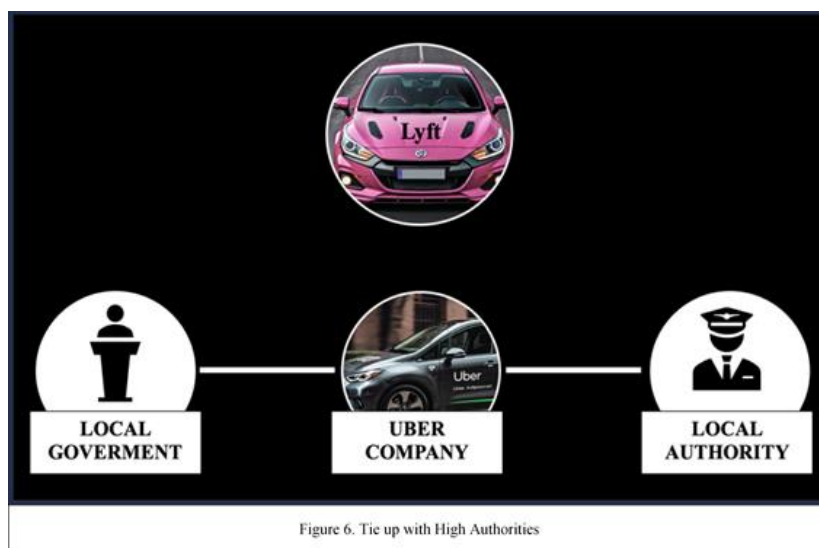 Lyft
LOCAL
GOVERMENT
Uber
UBER
COMPANY
LOCAL
AUTHORITY
Figure 6. Tie up with High Authorities